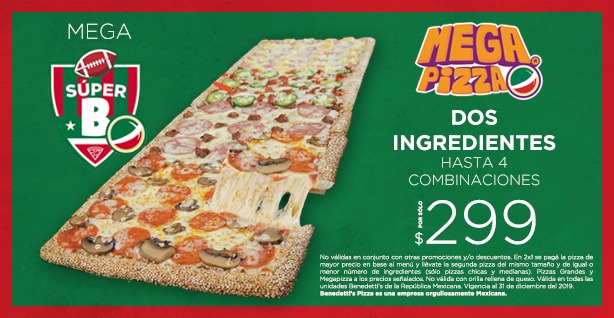 MEGA
SÚPER
B
MEGA
PIZZA
DOS
INGREDIENTES
HASTA 4
COMBINACIONES
POR SÓLO
$299
No válidas en conjunto con otras promociones y/o descuentos. En 2x1 se pagá la pizza de
mayor precio en base al menú y llévate la segunda pizza del mismo tamaño y de igual o
menor número de ingredientes (sólo pizzas chicas y medianas). Pizzas Grandes y
Megapizza a los precios señalados. No válida con orilla rellena de queso. Válida en todas las
unidades Benedetti's de la República Mexicana. Vigencia al 31 de diciembre del 2019.
Benedetti's Pizza es una empresa orgullosamente Mexicana.